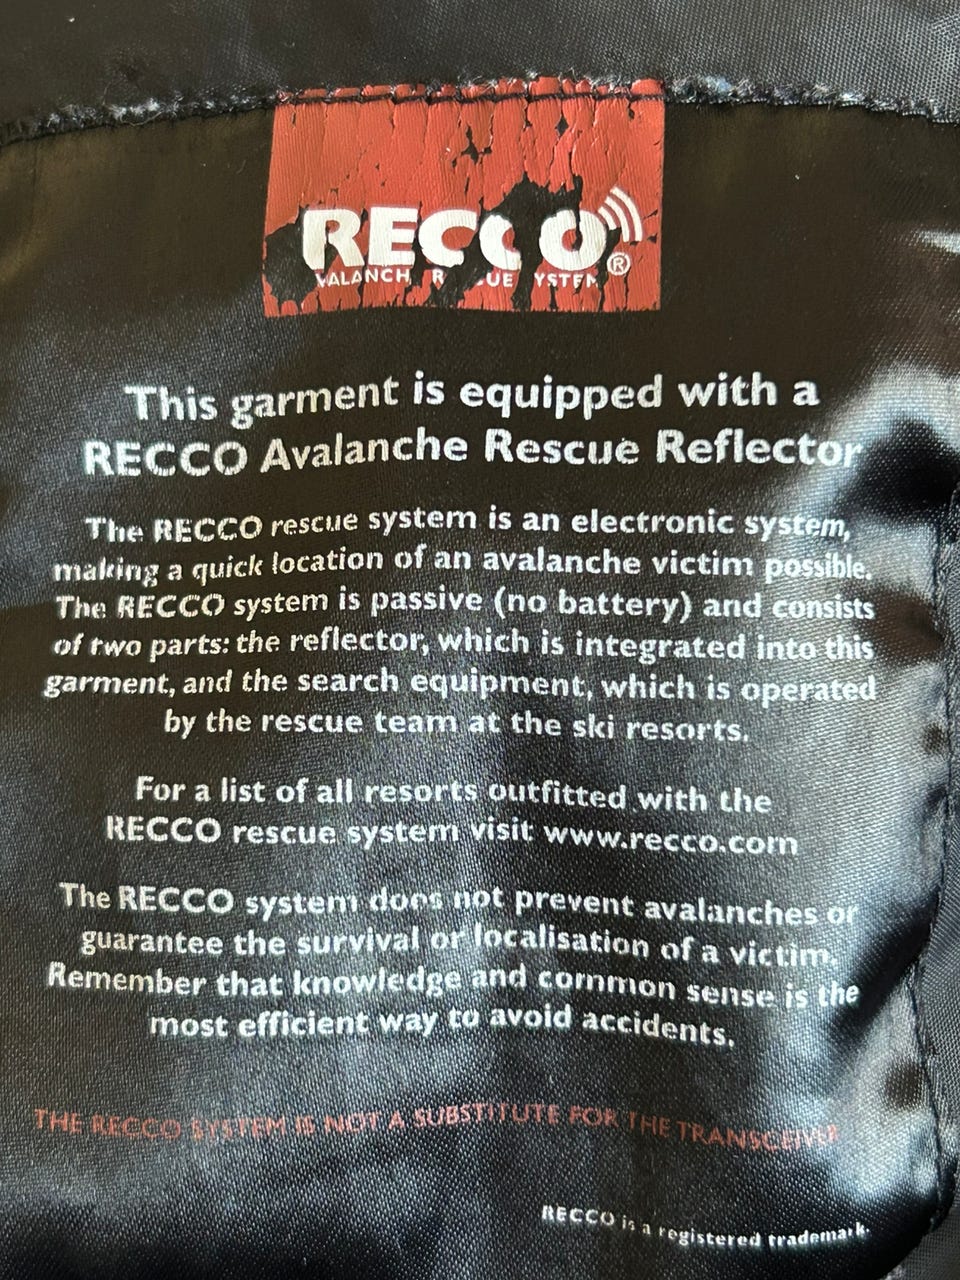 RECCO®
This garment is equipped with a
RECCO Avalanche Rescue Reflector
The RECCO rescue system is an electronic system,
making a quick location of an avalanche victim possible.
The RECCO system is passive (no battery) and consists
of two parts: the reflector, which is integrated into this
garment, and the search equipment, which is operated
by the rescue team at the ski resorts.
For a list of all resorts outfitted with the
RECCO rescue system visit www.recco.com
The RECCO system does not prevent avalanches or
guarantee the survival or localisation of a victim.
Remember that knowledge and common sense is the
most efficient way to avoid accidents.
THE RECCO SYSTEM IS NOT A SUBSTITUTE FOR THE TRANSCEIVER
RECCO is a registered trademark.